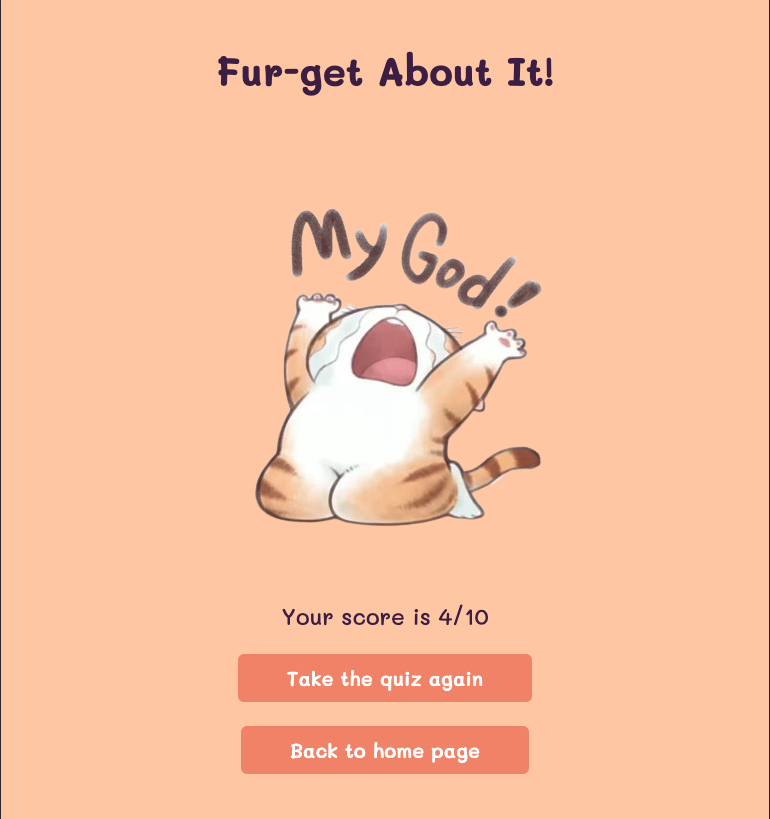 Fur-get About It!
My God!
Your score is 4/10
Take the quiz again
Back to home page